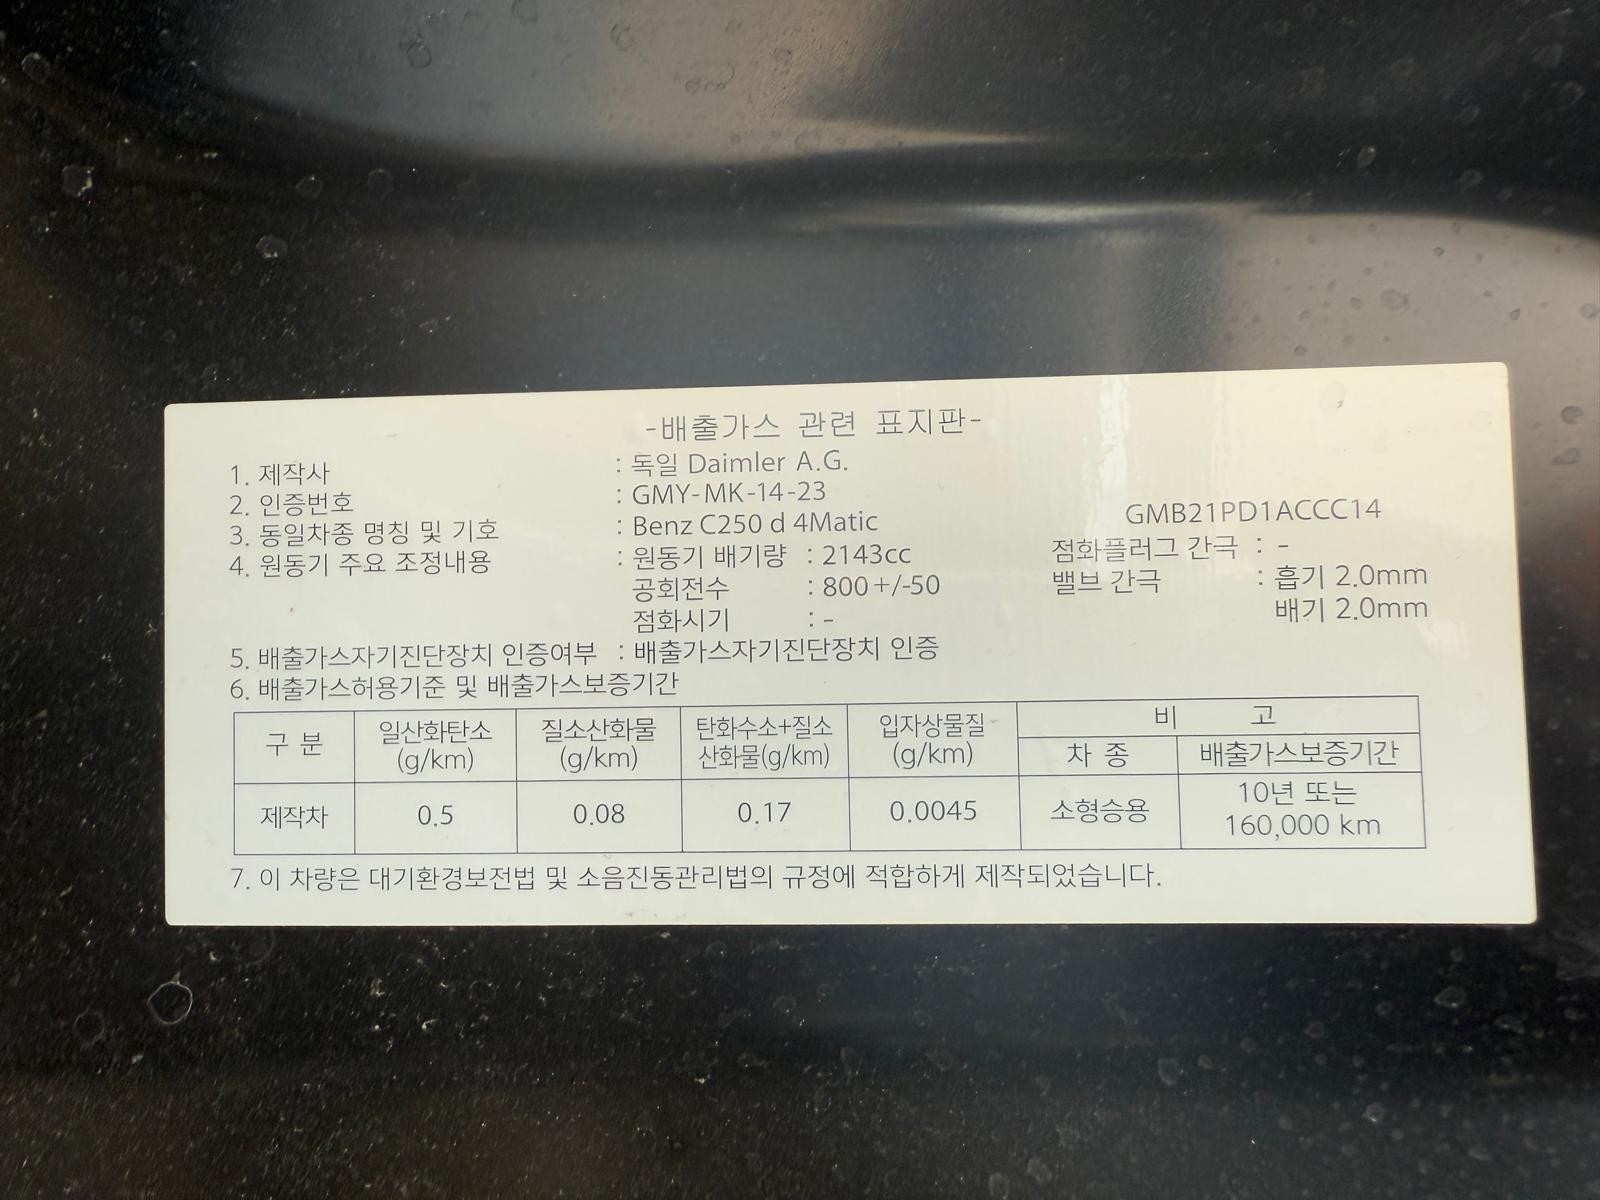 -배출가스 관련 표지판-
1. 제작사 : 독일 Daimler A.G.
2. 인증번호 : GMY-MK-14-23
3. 동일차종 명칭 및 기호 : Benz C250 d 4Matic GMB21PD1ACCC14
4. 원동기 주요 조정내용 : 원동기 배기량 : 2143cc 점화플러그 간극 : -
공회전수 : 800+/-50 밸브 간극 : 흡기 2.0mm
점화시기 : - 배기 2.0mm
5. 배출가스자기진단장치 인증여부 : 배출가스자기진단장치 인증
6. 배출가스허용기준 및 배출가스보증기간
구 분 일산화탄소 (g/km) 질소산화물 (g/km) 탄화수소+질소 산화물(g/km) 입자상물질 (g/km) 비 고
차 종 배출가스보증기간
제작차 0.5 0.08 0.17 0.0045 소형승용 10년 또는 160,000 km
7. 이 차량은 대기환경보전법 및 소음진동관리법의 규정에 적합하게 제작되었습니다.